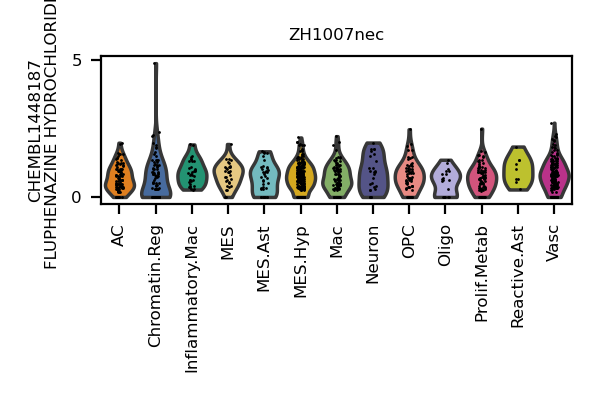 ZH1007nec
CHEMBL1448187
FLUPHENAZINE
5
0
AC
Chromatin.Reg
Inflammatory.Mac
MES
MES.Ast
MES.Hyp
Mac
Neuron
OPC
Oligo
Prolif.Metab
Reactive.Ast
Vasc